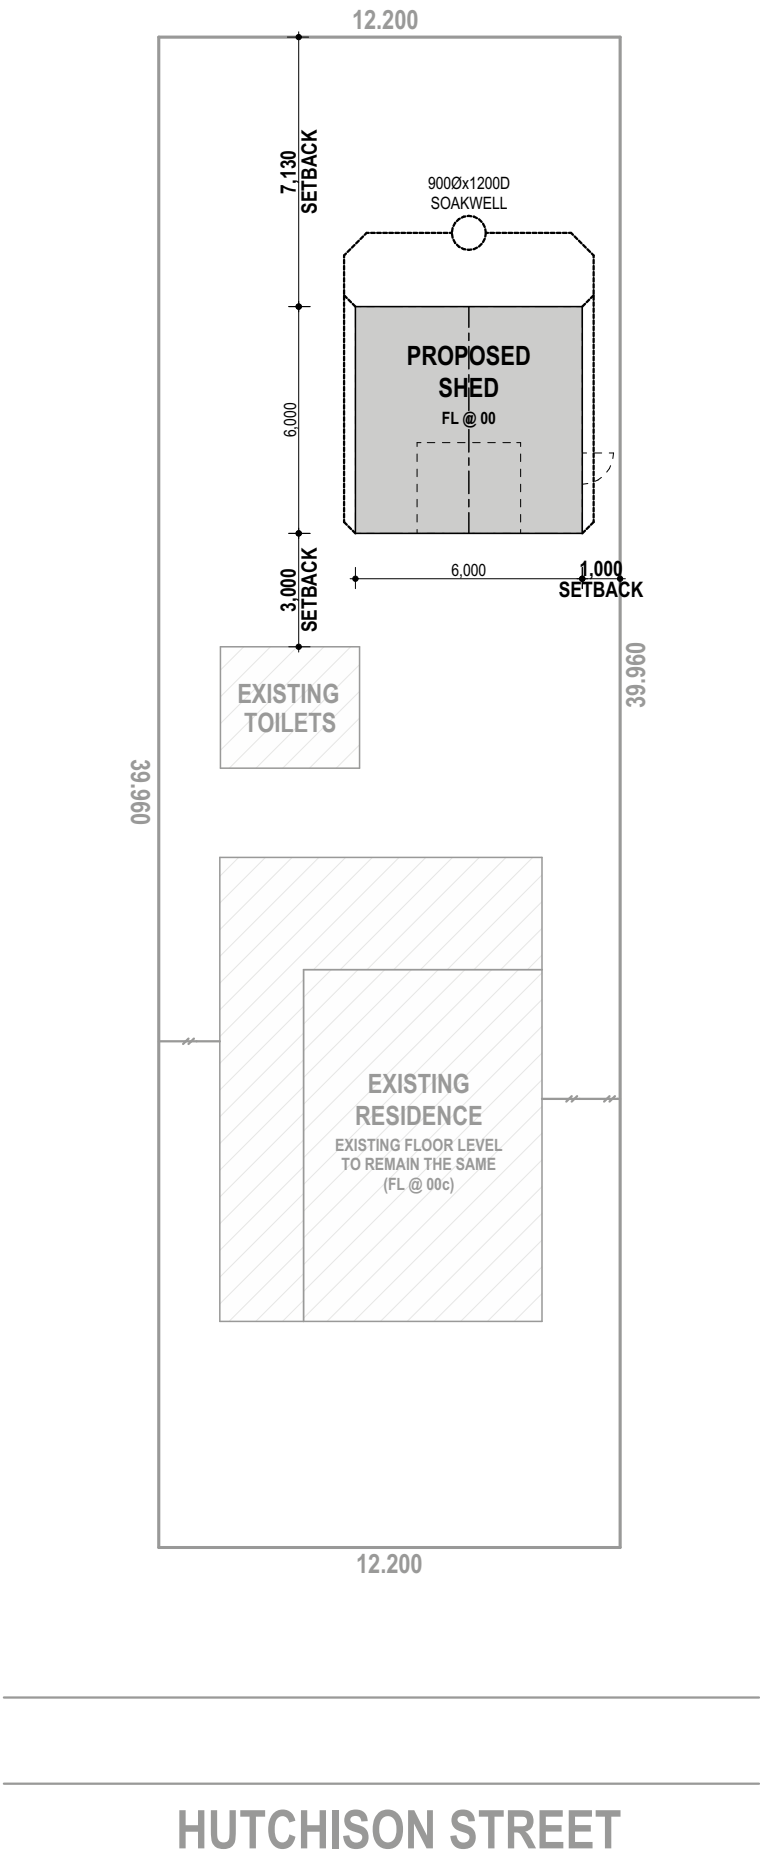 12.200
7,130
SETBACK
900Øx1200D
SOAKWELL
PROPOSED
SHED
FL @ 00
6,000
3,000
SETBACK
6,000
1,000
SETBACK
39.960
EXISTING
TOILETS
39.960
EXISTING
RESIDENCE
EXISTING FLOOR LEVEL
TO REMAIN THE SAME
(FL @ 00c)
12.200
HUTCHISON STREET